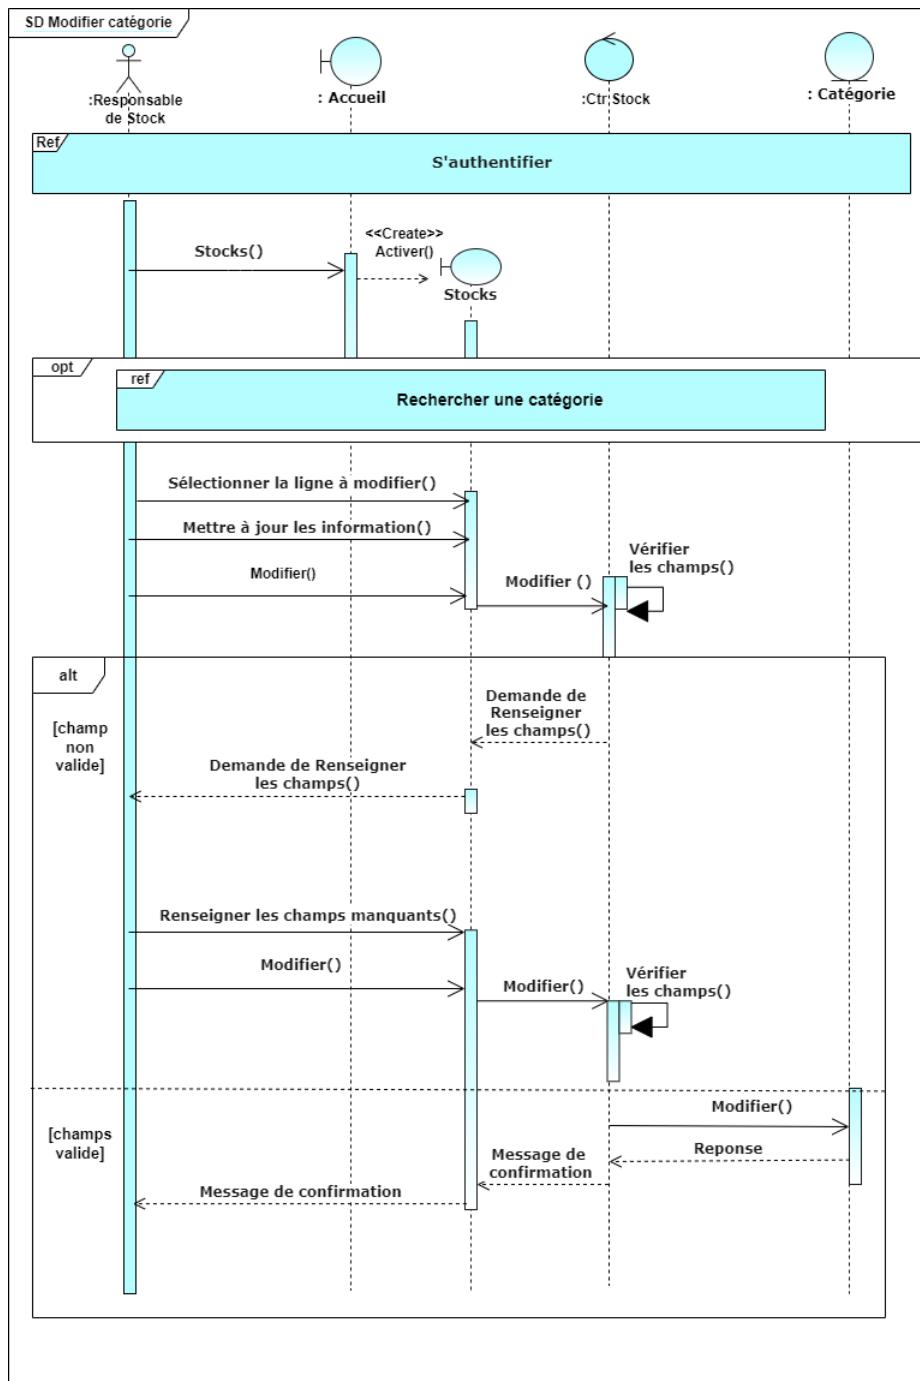 SD Modifier catégorie
:Responsable
de Stock
: Accueil
:Ctr Stock
: Catégorie
Ref
S'authentifier
<<Create>>
Activer()
Stocks()
Stocks
opt
ref
Rechercher une catégorie
Sélectionner la ligne à modifier()
Mettre à jour les information()
Vérifier
les champs()
Modifier()
Modifier ()
alt
[champ
non
valide]
Demande de
Renseigner
les champs()
Demande de Renseigner
les champs()
Renseigner les champs manquants()
Modifier()
Modifier()
Vérifier
les champs()
[champs
valide]
Modifier()
Reponse
Message de
confirmation
Message de confirmation